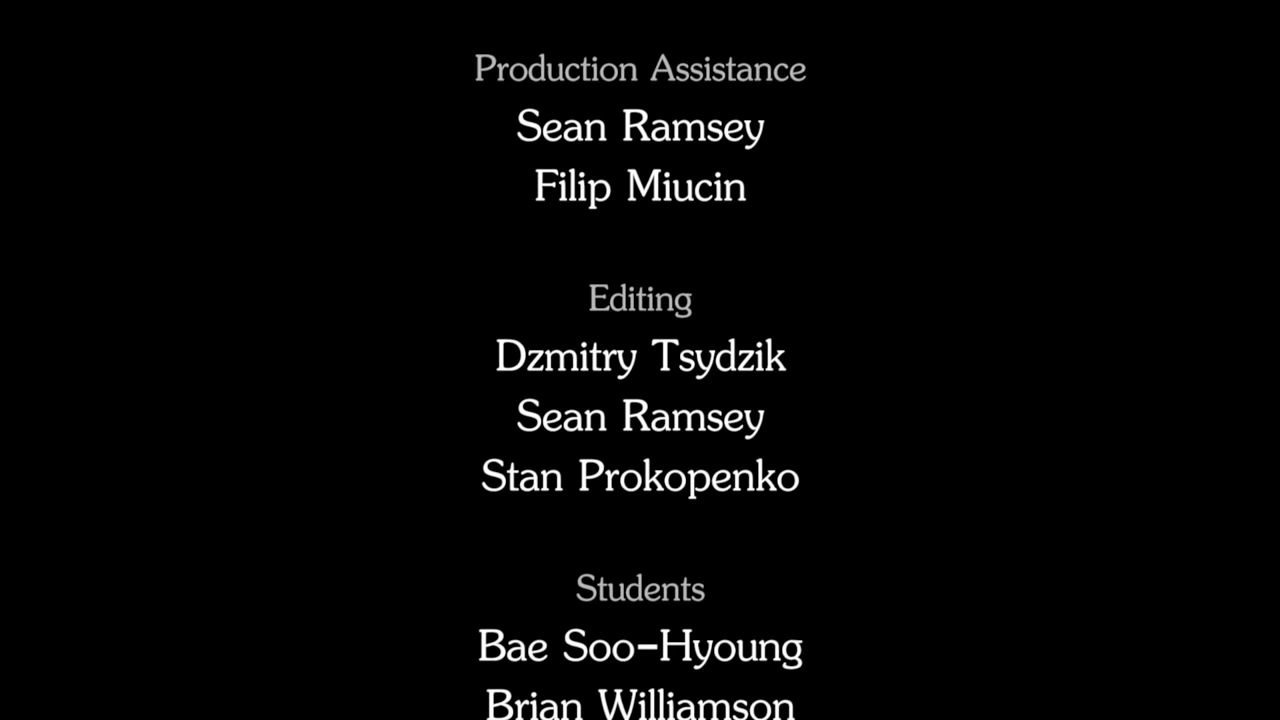 Production Assistance
Sean Ramsey
Filip Miucin
Editing
Dzmitry Tsydzik
Sean Ramsey
Stan Prokopenko
Students
Bae Soo-Hyoung
Brian Williamson